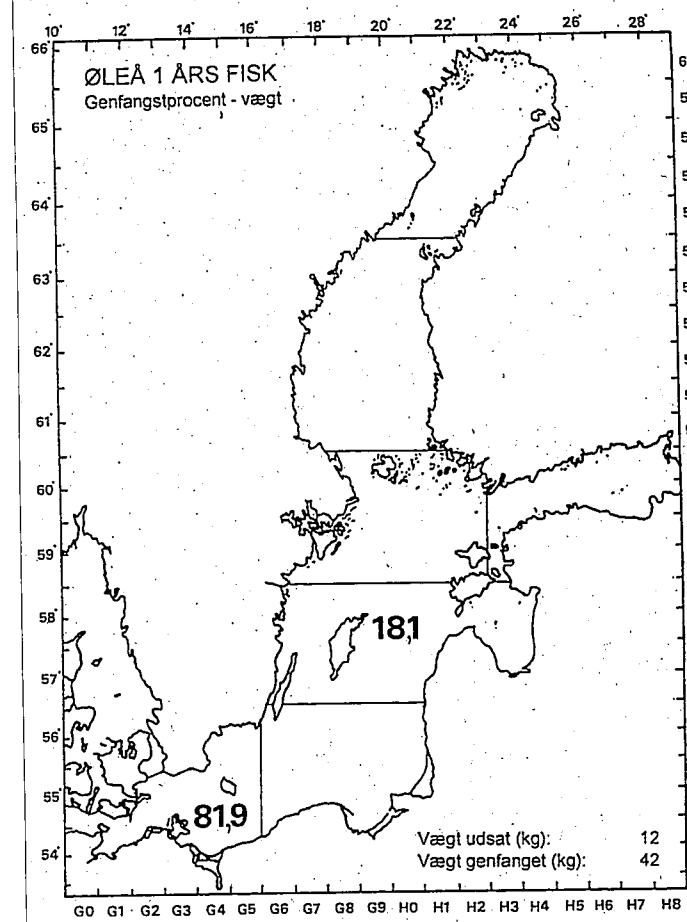 10° 12° 14° 16° 18° 20° 22° 24° 26° 28°
66°
ØLEÅ 1 ÅRS FISK
Genfangstprocent - vægt
65°
64°
63°
62°
61°
60°
59°
58°
18,1
57°
56°
55°
81,9
Vægt udsat (kg): 12
Vægt genfanget (kg): 42
54°
G0 G1 G2 G3 G4 G5 G6 G7 G8 G9 H0 H1 H2 H3 H4 H5 H6 H7 H8